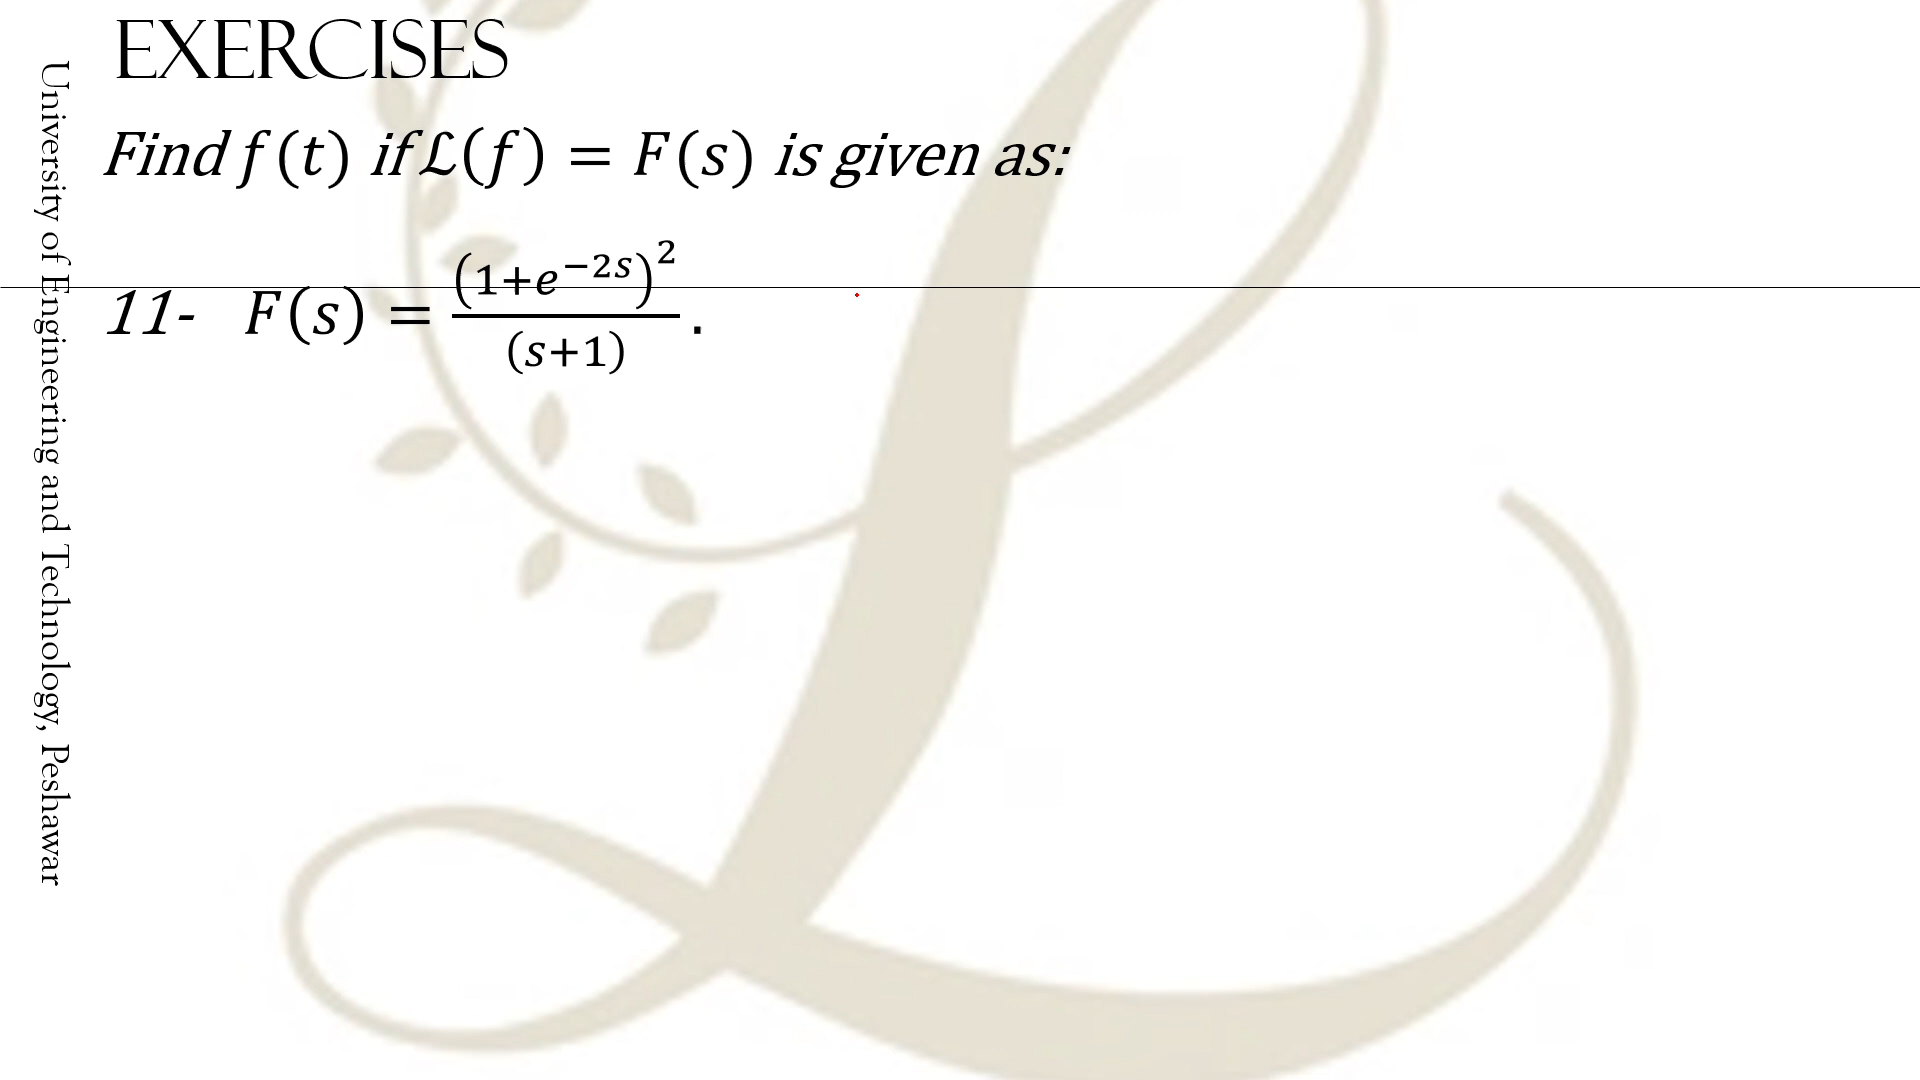 EXERCISES
Find f(t) if ℒ(f) = F(s) is given as:
11- F(s) = (1+e^{-2s})^2 / (s+1) .
University of Engineering and Technology, Peshawar